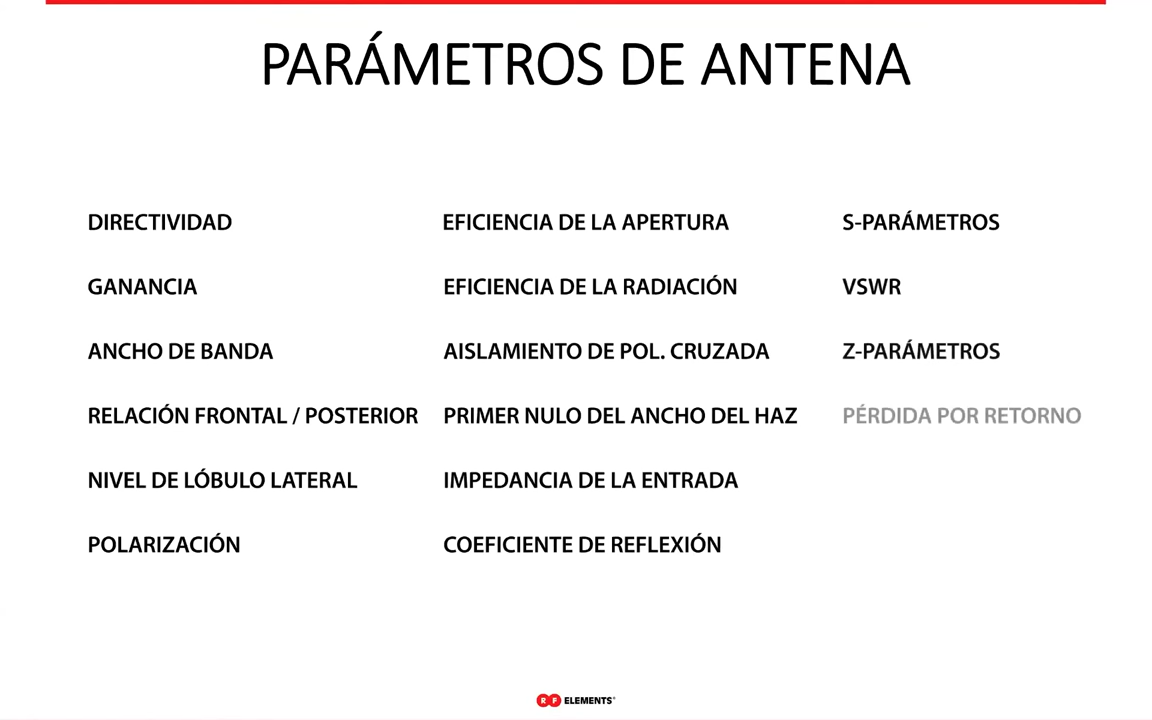 PARÁMETROS DE ANTENA
DIRECTIVIDAD
GANANCIA
ANCHO DE BANDA
RELACIÓN FRONTAL / POSTERIOR
NIVEL DE LÓBULO LATERAL
POLARIZACIÓN
EFICIENCIA DE LA APERTURA
EFICIENCIA DE LA RADIACIÓN
AISLAMIENTO DE POL. CRUZADA
PRIMER NULO DEL ANCHO DEL HAZ
IMPEDANCIA DE LA ENTRADA
COEFICIENTE DE REFLEXIÓN
S-PARÁMETROS
VSWR
Z-PARÁMETROS
PÉRDIDA POR RETORNO
RF ELEMENTS®